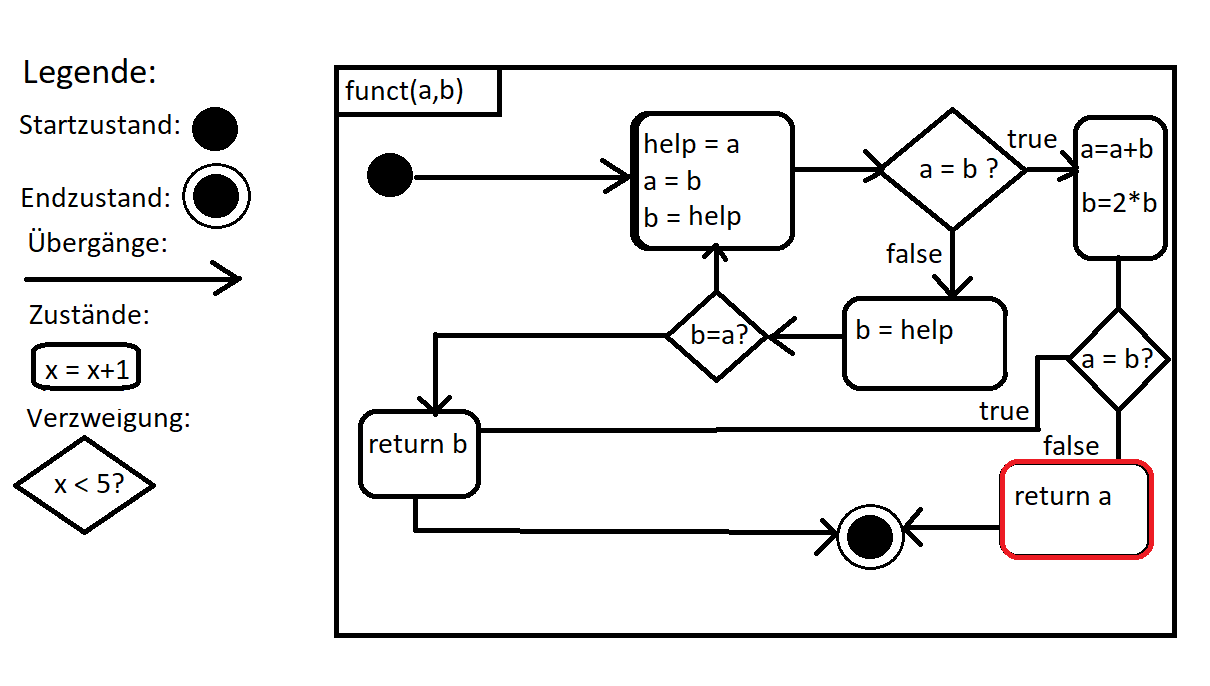 Legende:
Startzustand:
Endzustand:
Übergänge:
Zustände:
x = x+1
Verzweigung:
x < 5?
funct(a,b)
help = a
a = b
b = help
a = b ?
true
a=a+b
b=2*b
false
b = help
b=a?
a = b?
true
false
return b
return a